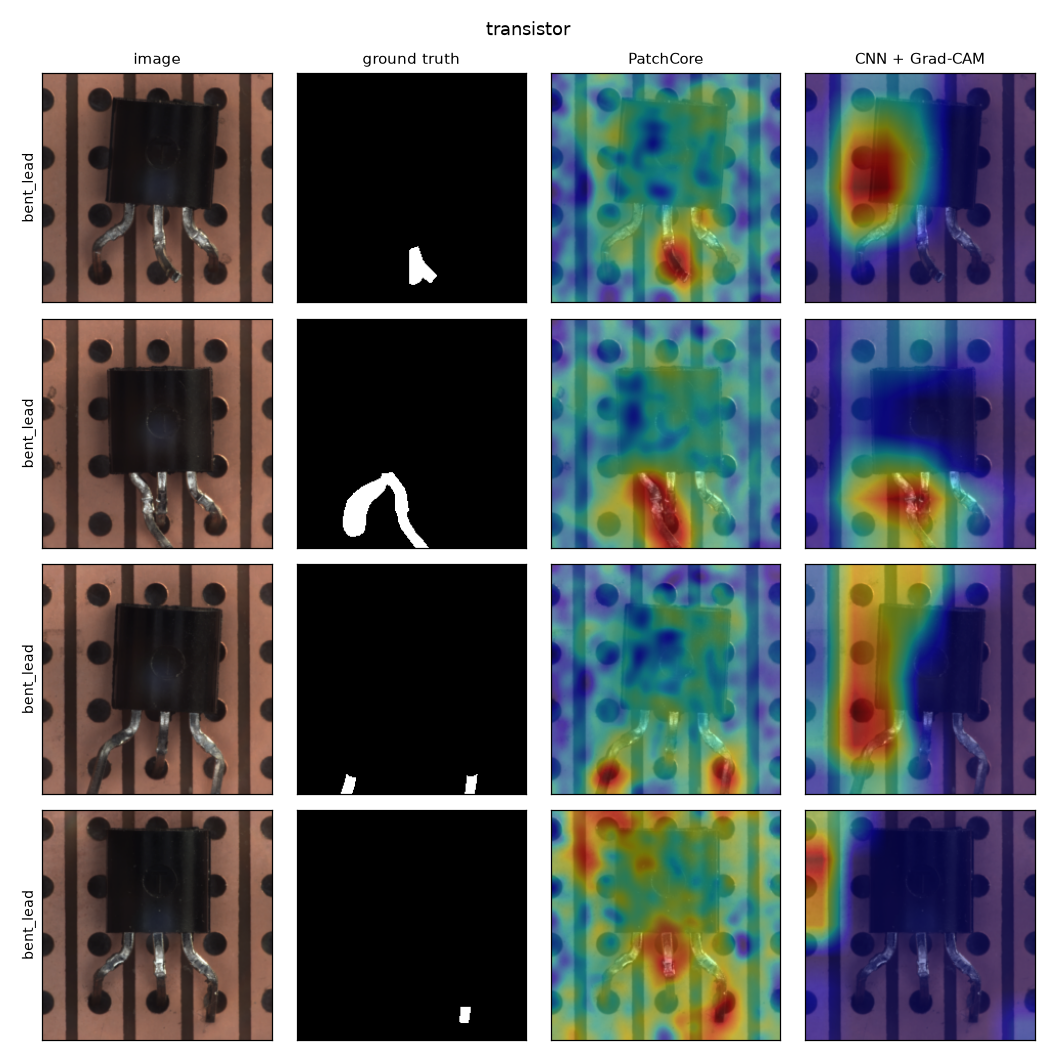 transistor
image
ground truth
PatchCore
CNN + Grad-CAM
bent_lead
bent_lead
bent_lead
bent_lead